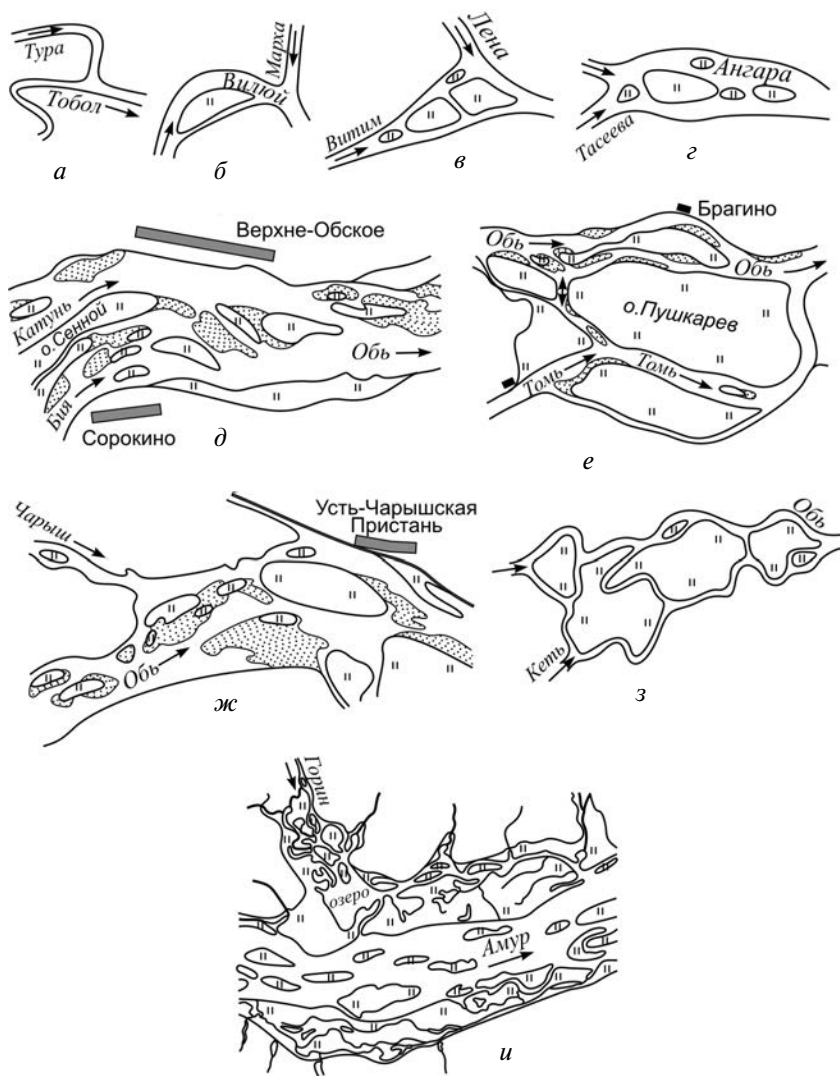 Тура
Тобол
а
Вилюй
Марха
б
Лена
Витим
в
Ангара
Тасеева
г
Верхне-Обское
Катунь
о.Сенной
Обь
Бия
Сорокино
д
Брагино
Обь
Обь
о.Пушкарев
Томь
Томь
е
Чарыш
Усть-Чарышская
Пристань
Обь
ж
Обь
Кеть
з
Горин
озеро
Амур
и